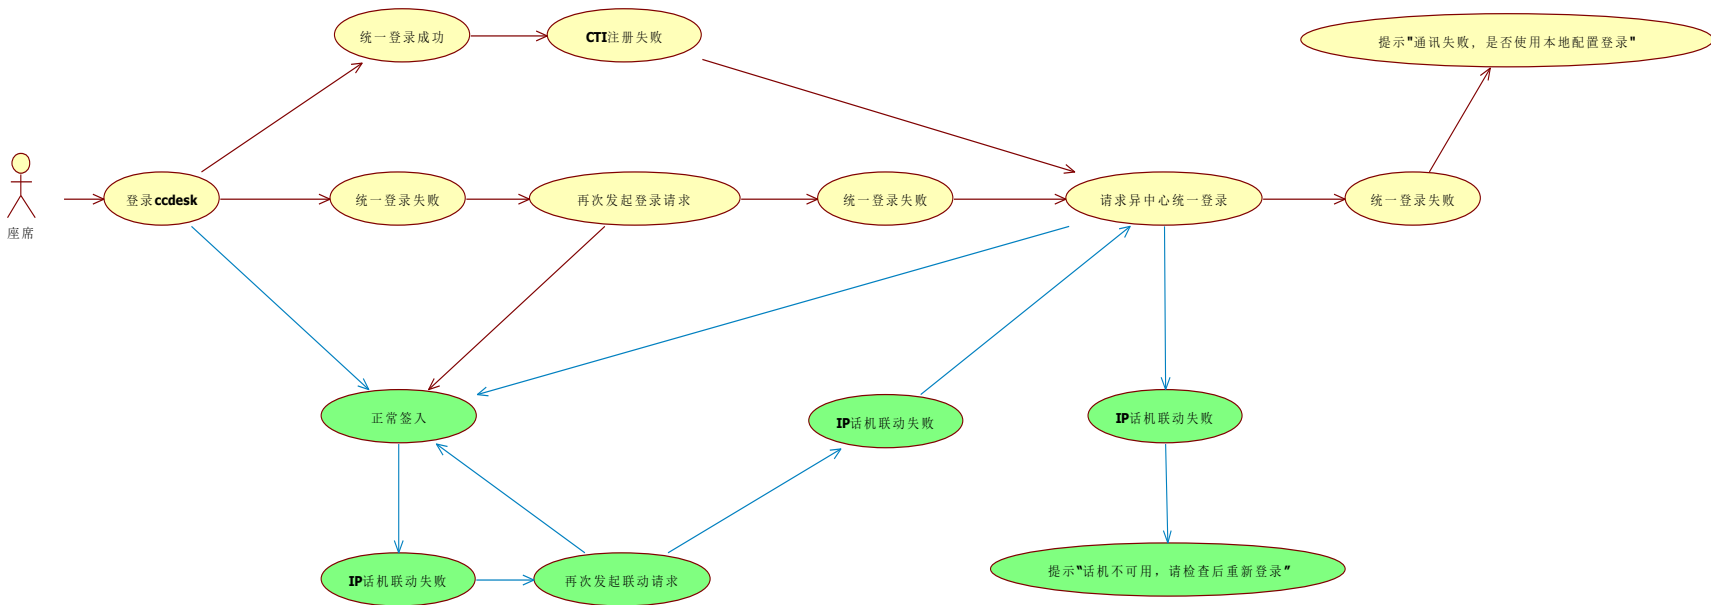 统一登录成功
CTI注册失败
提示"通讯失败，是否使用本地配置登录"
座席
登录ccdesk
统一登录失败
再次发起登录请求
统一登录失败
请求异中心统一登录
统一登录失败
正常签入
IP话机联动失败
IP话机联动失败
IP话机联动失败
再次发起联动请求
提示“话机不可用，请检查后重新登录”